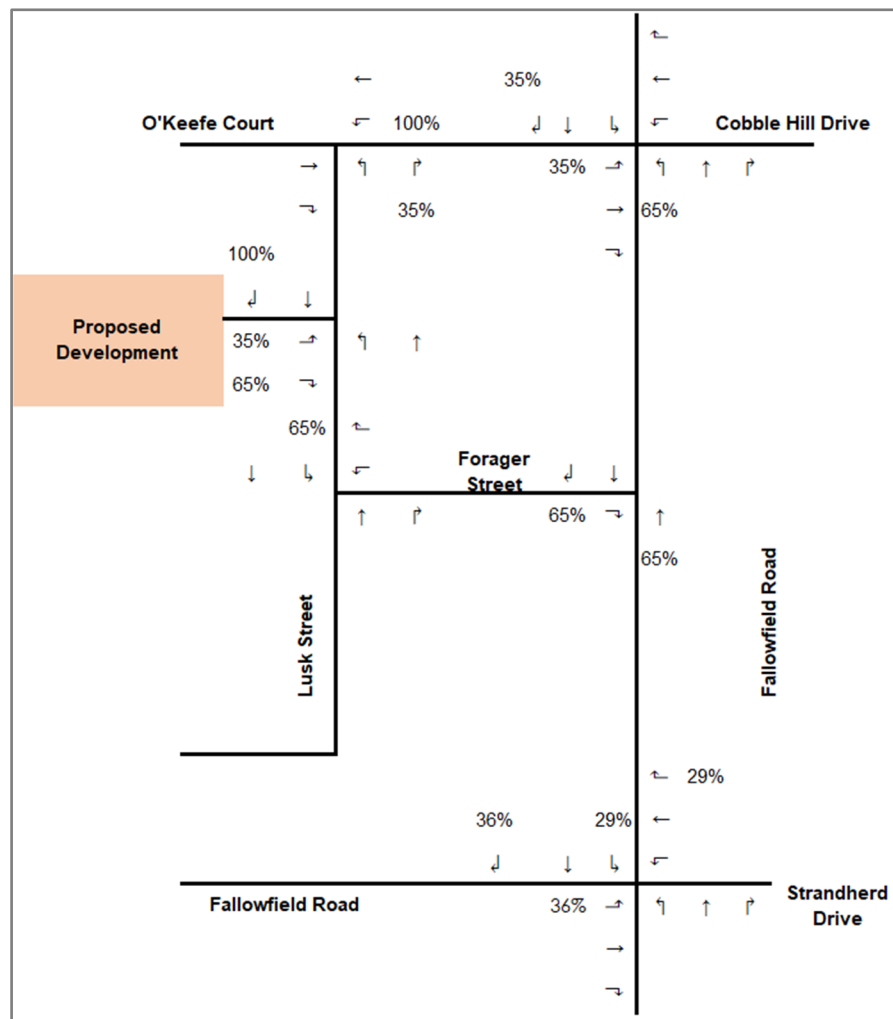 35%
O'Keefe Court
100%
Cobble Hill Drive
35%
35%
65%
100%
Proposed
Development
35%
65%
65%
Forager
Street
65%
65%
Lusk Street
Fallowfield Road
29%
36%
29%
Fallowfield Road
36%
Strandherd
Drive